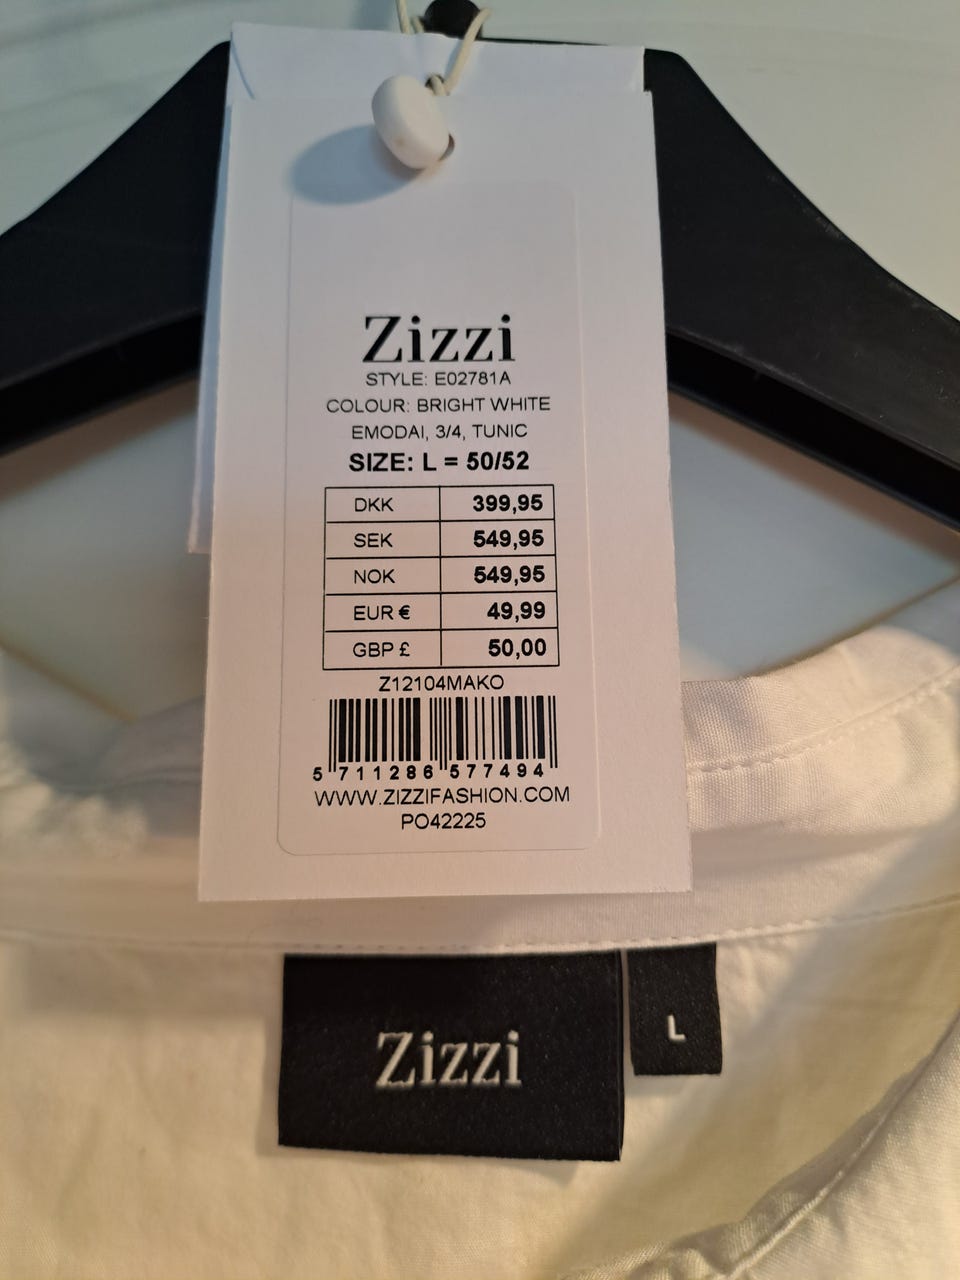 Zizzi
STYLE: E02781A
COLOUR: BRIGHT WHITE
EMODAI, 3/4, TUNIC
SIZE: L = 50/52
DKK 399,95
SEK 549,95
NOK 549,95
EUR € 49,99
GBP £ 50,00
Z12104MAKO
5 711286 577494
WWW.ZIZZIFASHION.COM
PO42225
Zizzi
L